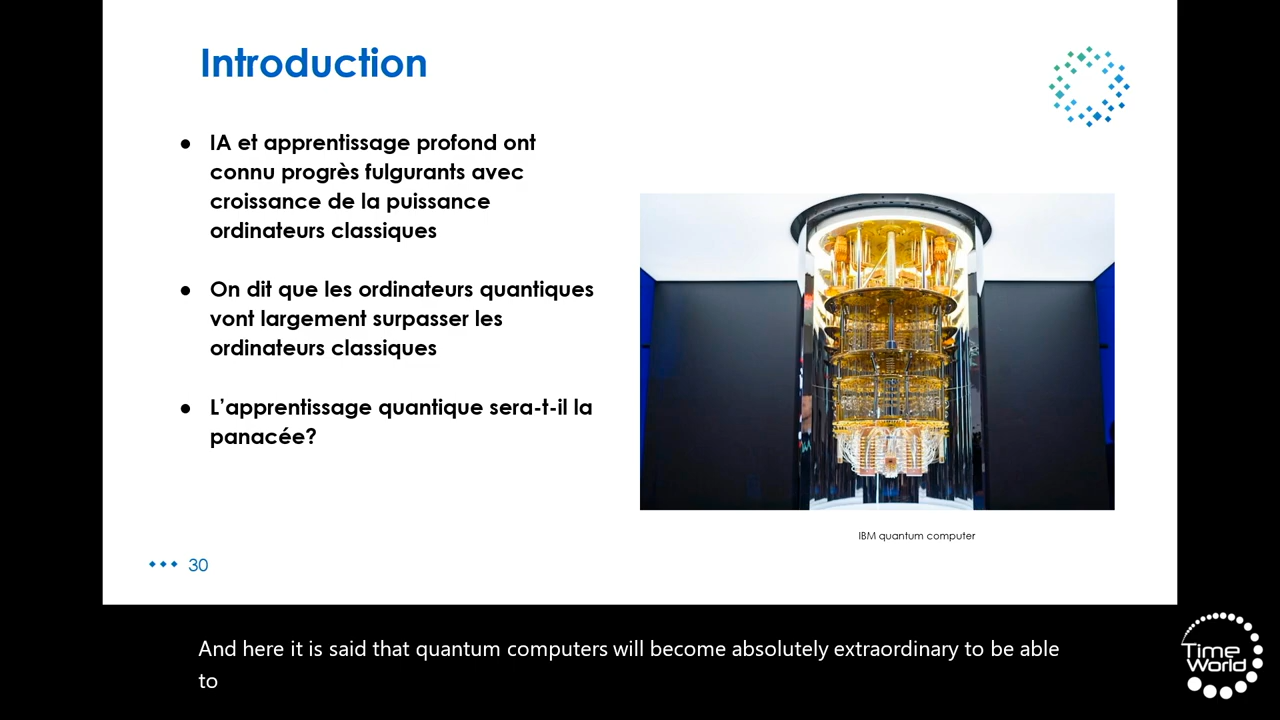 Introduction
● IA et apprentissage profond ont
connu progrès fulgurants avec
croissance de la puissance
ordinateurs classiques
● On dit que les ordinateurs quantiques
vont largement surpasser les
ordinateurs classiques
● L'apprentissage quantique sera-t-il la
panacée?
IBM quantum computer
30
And here it is said that quantum computers will become absolutely extraordinary to be able
to
Time
World